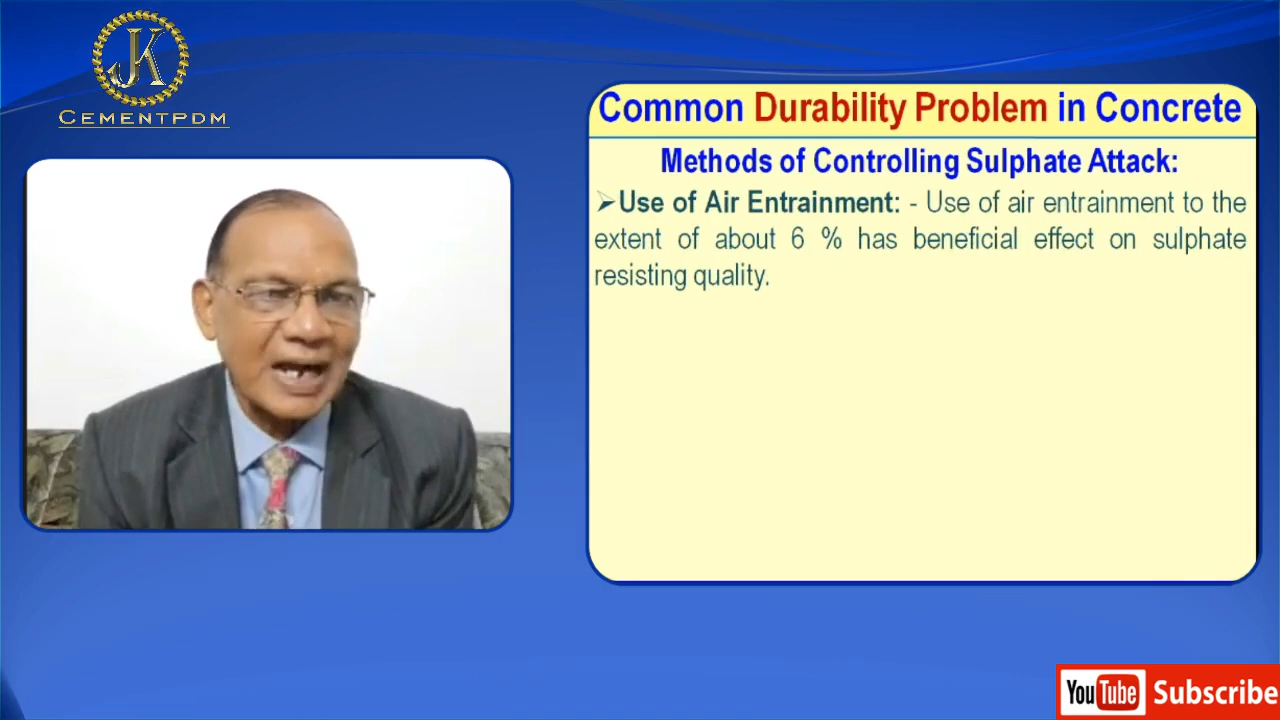 JK
CEMENTPDM
Common Durability Problem in Concrete
Methods of Controlling Sulphate Attack:
➢Use of Air Entrainment: - Use of air entrainment to the
extent of about 6 % has beneficial effect on sulphate
resisting quality.
YouTube Subscribe